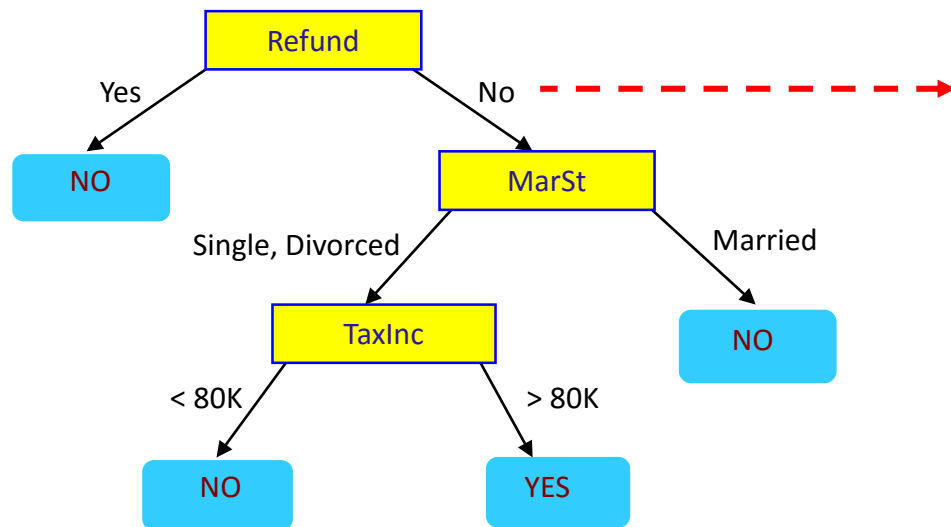 Refund
Yes
No
NO
MarSt
Single, Divorced
Married
TaxInc
NO
< 80K
> 80K
NO
YES